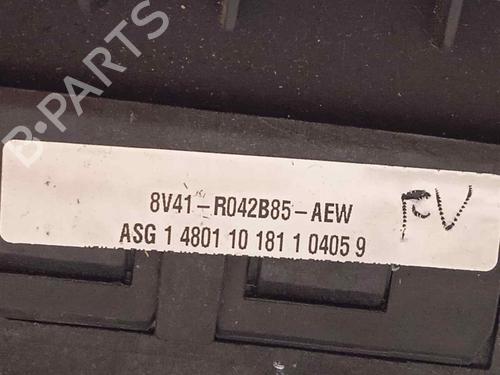 B-PARTS
8V41-R042B85-AEW
ASG 1 4801 10 181 1 0405 9
FV